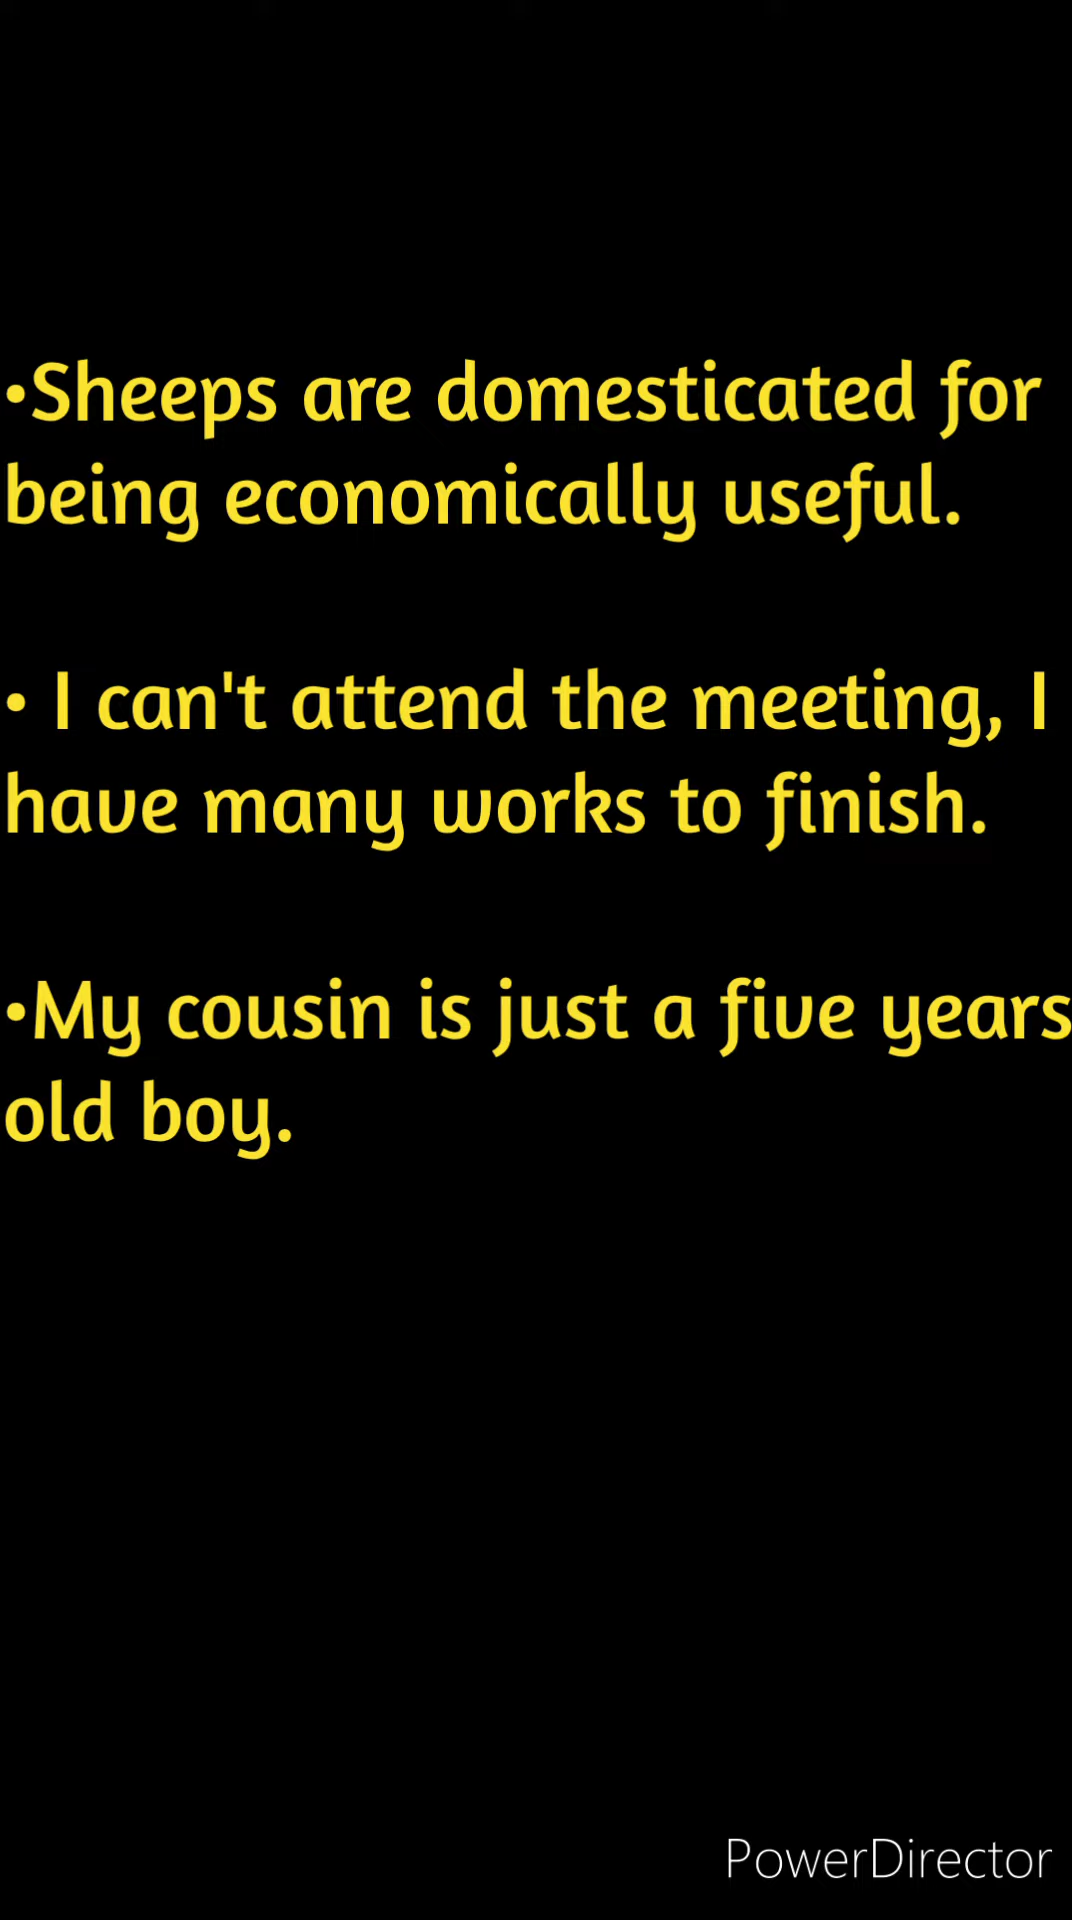 •Sheeps are domesticated for
being economically useful.
• I can't attend the meeting, I
have many works to finish.
•My cousin is just a five years
old boy.
PowerDirector